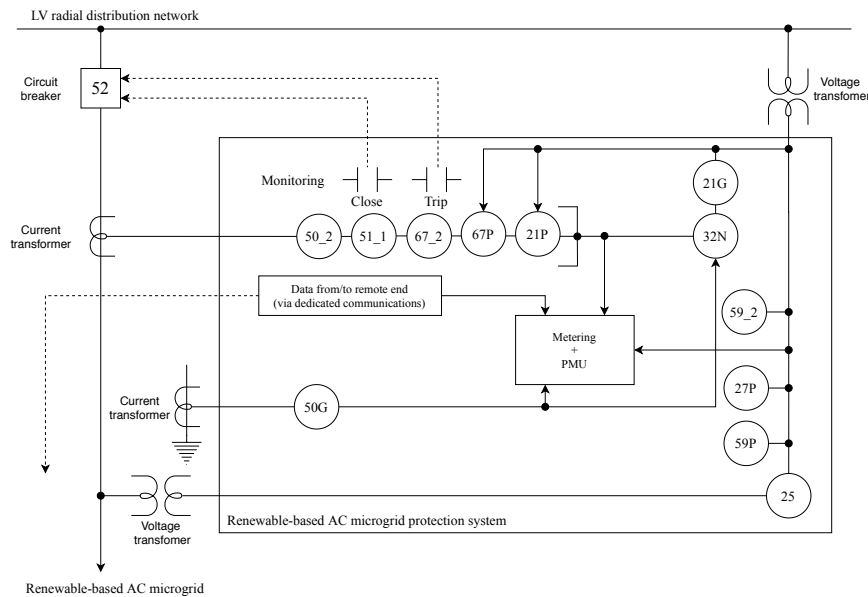 LV radial distribution network
Circuit
breaker
52
Voltage
transfomer
Monitoring
Close
Trip
21G
Current
transformer
50_2
51_1
67_2
67P
21P
32N
Data from/to remote end
(via dedicated communications)
59_2
Metering
+
PMU
Current
transformer
50G
27P
59P
25
Voltage
transfomer
Renewable-based AC microgrid protection system
Renewable-based AC microgrid